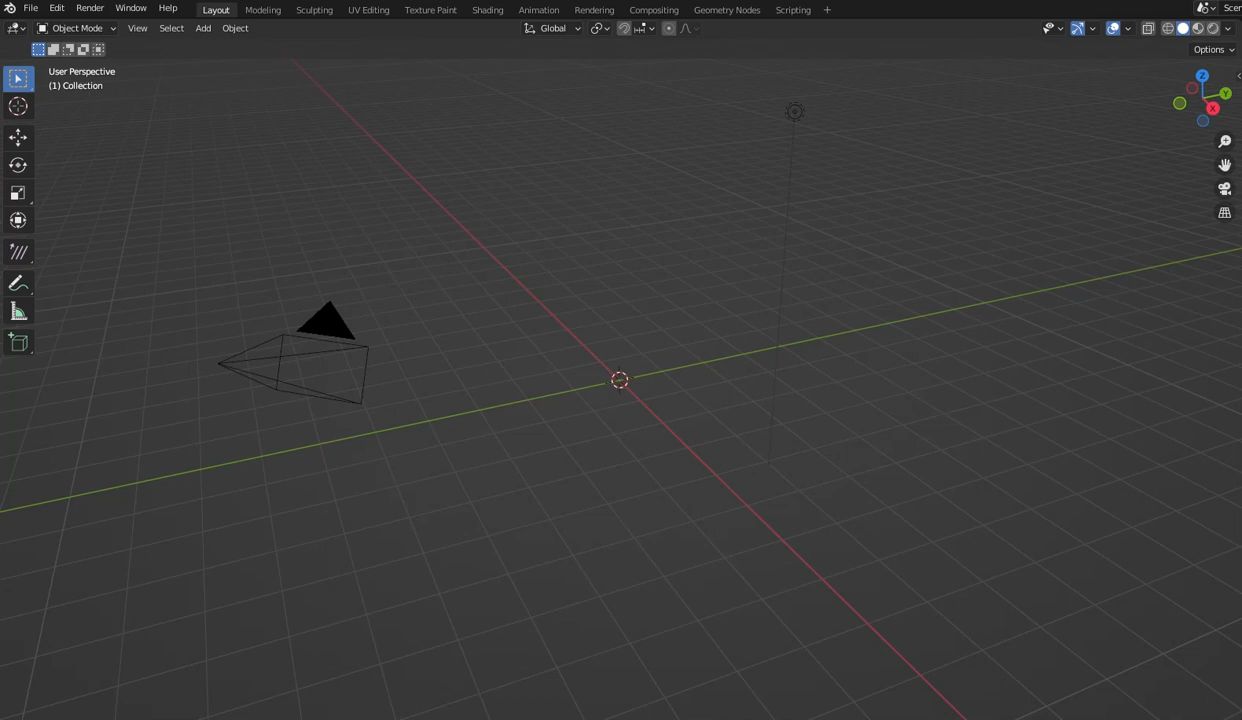 File Edit Render Window Help Layout Modeling Sculpting UV Editing Texture Paint Shading Animation Rendering Compositing Geometry Nodes Scripting + Scen
Object Mode View Select Add Object Global
Options
User Perspective
(1) Collection
Z
Y
X